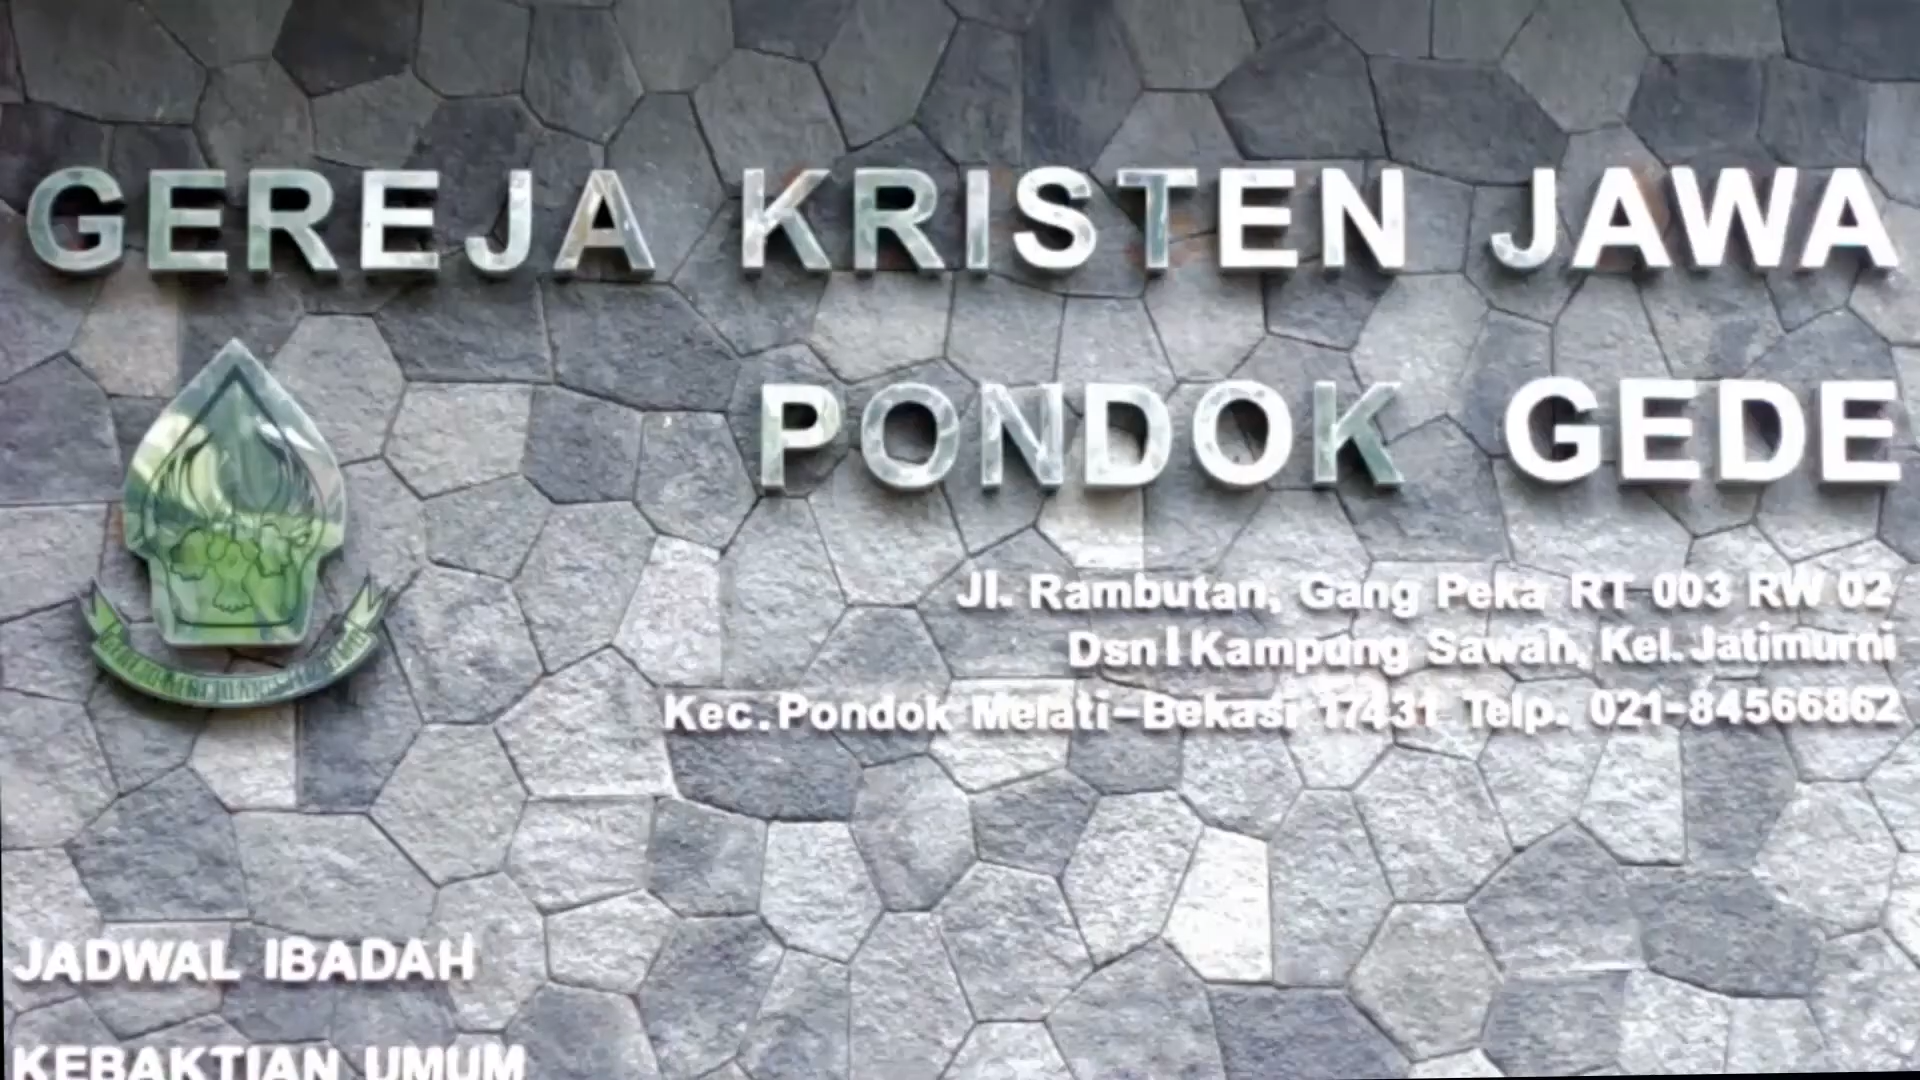 GEREJA KRISTEN JAWA
PONDOK GEDE
Jl. Rambutan, Gang Peka RT 003 RW 02
Dsn I Kampung Sawah, Kel. Jatimurni
Kec. Pondok Melati-Bekasi 17431 Telp. 021-84566862
JADWAL IBADAH
KEBAKTIAN UMUM